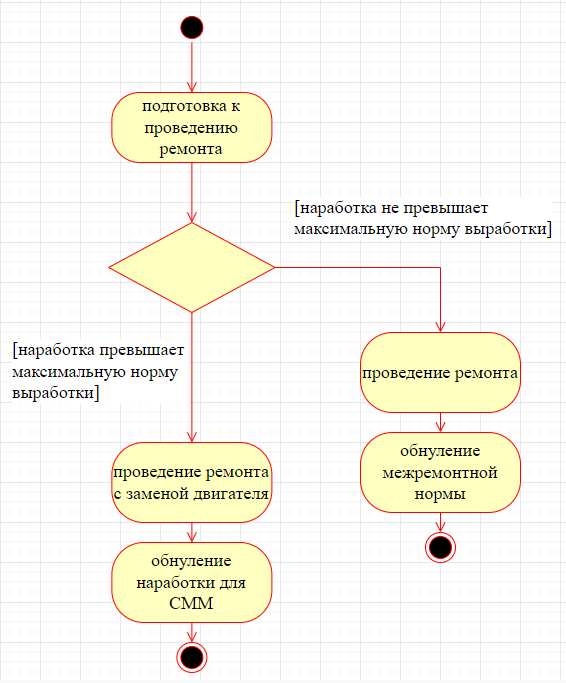 подготовка к
проведению
ремонта
[наработка не превышает
максимальную норму выработки]
[наработка превышает
максимальную норму
выработки]
проведение ремонта
обнуление
межремонтной
нормы
проведение ремонта
с заменой двигателя
обнуление
наработки для
СММ